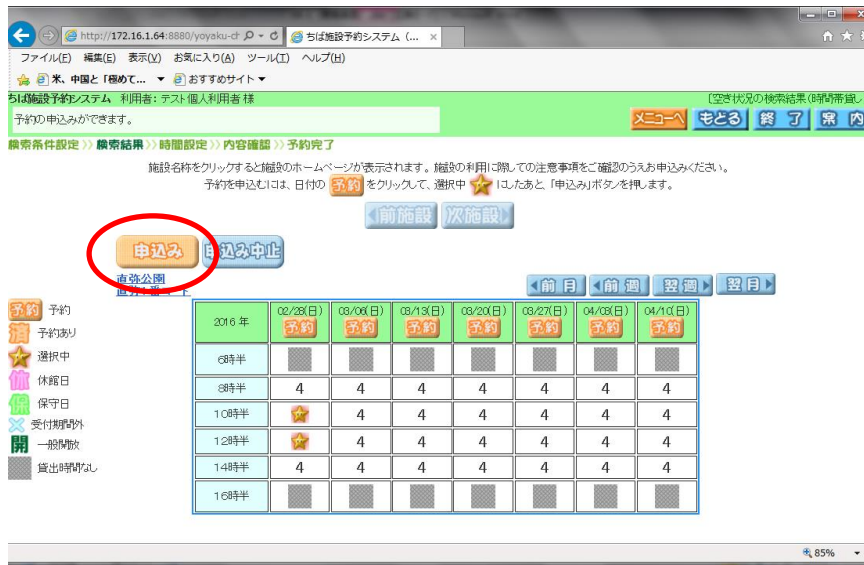 http://172.16.1.64:8880/yoyaku-ch
ちば施設予約システム (... ×
ファイル(F) 編集(E) 表示(V) お気に入り(A) ツール(T) ヘルプ(H)
米、中国と「極めて... ▼ おすすめサイト ▼
ちば施設予約システム 利用者：テスト個人利用者 様
[空き状況の検索結果(時間帯貸し
予約の申込みができます。
メニューへ もどる 終了 案内
検索条件設定 》 検索結果 》 時間設定 》 内容確認 》 予約完了
施設名称をクリックすると施設のホームページが表示されます。施設の利用に際しての注意事項をご確認のうえお申込みください。
予約を申込むには、日付の 予約 をクリックして、選択中 にしたあと、「申込み」ボタンを押します。
前施設 次施設
申込み 申込み中止
直弥公園
前月 前週 翌週 翌月
予約 予約
済 予約あり
選択中
休 休館日
保 保守日
受付期間外
開 一般開放
貸出時間なし
2016 年 02/28(日) 03/06(日) 03/13(日) 03/20(日) 03/27(日) 04/03(日) 04/10(日)
予約 予約 予約 予約 予約 予約 予約
6時半
8時半 4 4 4 4 4 4 4
10時半 4 4 4 4 4 4
12時半 4 4 4 4 4 4
14時半 4 4 4 4 4 4 4
16時半
85%